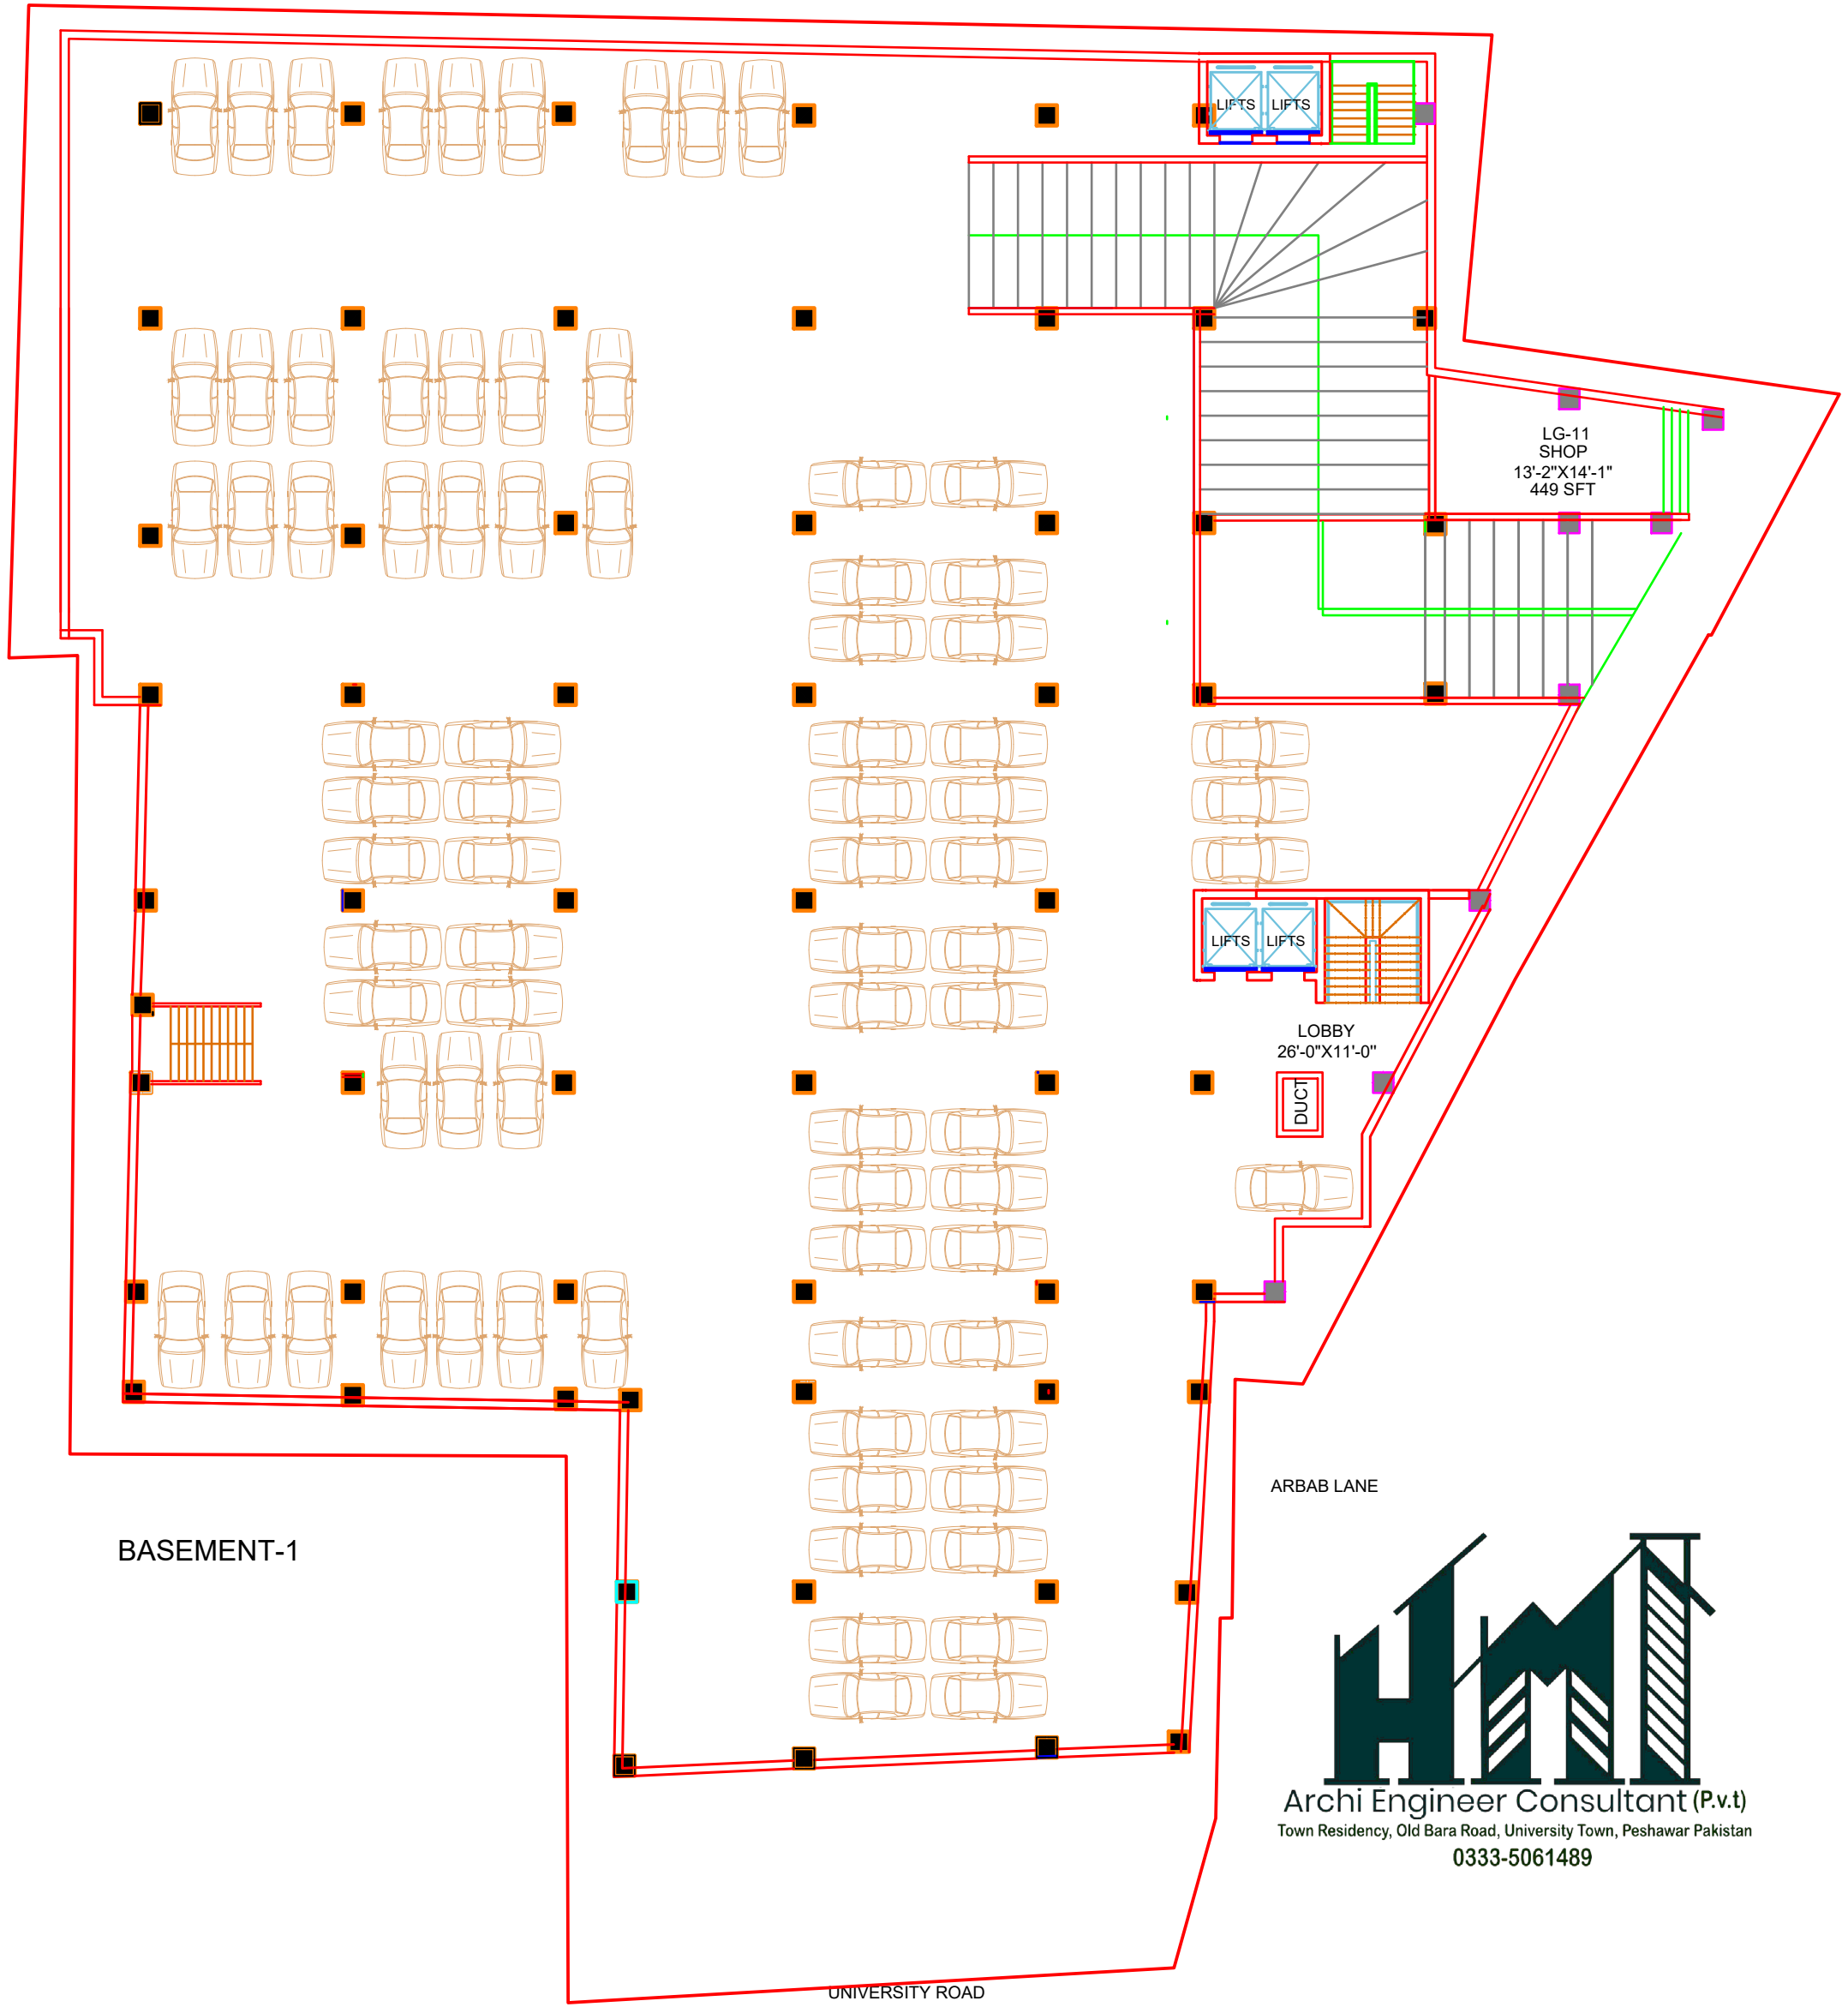 LIFTS LIFTS
LG-11
SHOP
13'-2"X14'-1"
449 SFT
LIFTS LIFTS
LOBBY
26'-0"X11'-0"
DUCT
ARBAB LANE
BASEMENT-1
HMT
Archi Engineer Consultant (P.v.t)
Town Residency, Old Bara Road, University Town, Peshawar Pakistan
0333-5061489
UNIVERSITY ROAD